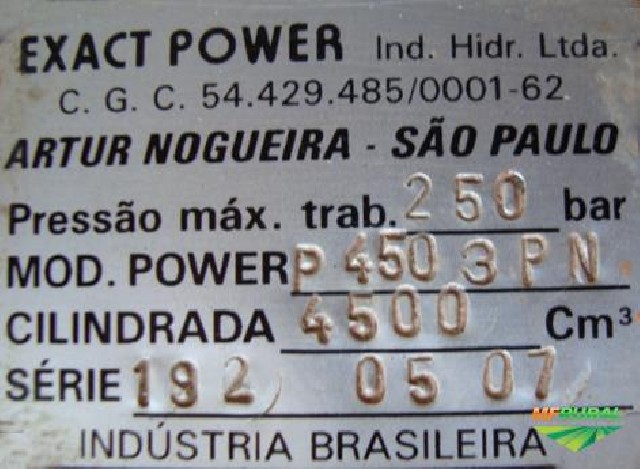 EXACT POWER Ind. Hidr. Ltda.
C. G. C. 54.429.485/0001-62
ARTUR NOGUEIRA - SÃO PAULO
Pressão máx. trab. 250 bar
MOD. POWER P 450 3 P N
CILINDRADA 4500 Cm³
SÉRIE 192 05 07
INDÚSTRIA BRASILEIRA
MFRURAL